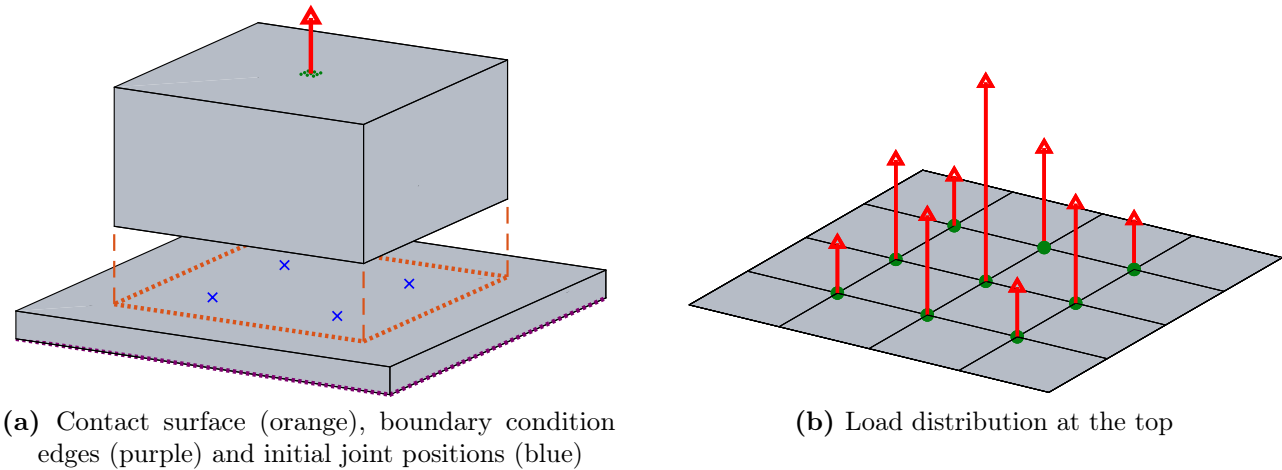 (a) Contact surface (orange), boundary condition
edges (purple) and initial joint positions (blue)
(b) Load distribution at the top